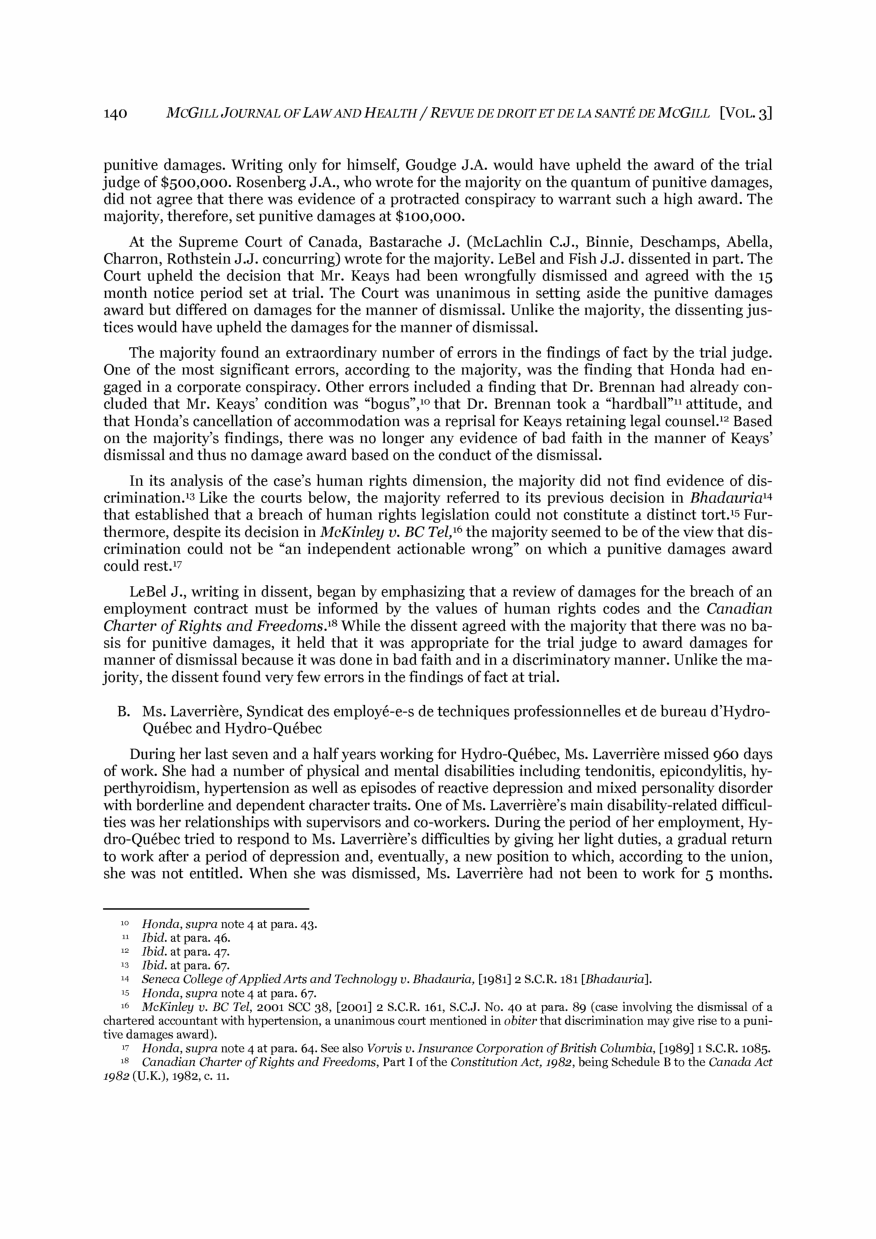 140 MCGILL JOURNAL OF LAW AND HEALTH / REVUE DE DROIT ET DE LA SANTÉ DE MCGILL [VOL. 3]
punitive damages. Writing only for himself, Goudge J.A. would have upheld the award of the trial
judge of $500,000. Rosenberg J.A., who wrote for the majority on the quantum of punitive damages,
did not agree that there was evidence of a protracted conspiracy to warrant such a high award. The
majority, therefore, set punitive damages at $100,000.
At the Supreme Court of Canada, Bastarache J. (McLachlin C.J., Binnie, Deschamps, Abella,
Charron, Rothstein J.J. concurring) wrote for the majority. LeBel and Fish J.J. dissented in part. The
Court upheld the decision that Mr. Keays had been wrongfully dismissed and agreed with the 15
month notice period set at trial. The Court was unanimous in setting aside the punitive damages
award but differed on damages for the manner of dismissal. Unlike the majority, the dissenting jus-
tices would have upheld the damages for the manner of dismissal.
The majority found an extraordinary number of errors in the findings of fact by the trial judge.
One of the most significant errors, according to the majority, was the finding that Honda had en-
gaged in a corporate conspiracy. Other errors included a finding that Dr. Brennan had already con-
cluded that Mr. Keays' condition was "bogus",10 that Dr. Brennan took a "hardball"11 attitude, and
that Honda's cancellation of accommodation was a reprisal for Keays retaining legal counsel.12 Based
on the majority's findings, there was no longer any evidence of bad faith in the manner of Keays'
dismissal and thus no damage award based on the conduct of the dismissal.
In its analysis of the case's human rights dimension, the majority did not find evidence of dis-
crimination.13 Like the courts below, the majority referred to its previous decision in Bhadauria14
that established that a breach of human rights legislation could not constitute a distinct tort.15 Fur-
thermore, despite its decision in McKinley v. BC Tel,16 the majority seemed to be of the view that dis-
crimination could not be "an independent actionable wrong" on which a punitive damages award
could rest.17
LeBel J., writing in dissent, began by emphasizing that a review of damages for the breach of an
employment contract must be informed by the values of human rights codes and the Canadian
Charter of Rights and Freedoms.18 While the dissent agreed with the majority that there was no ba-
sis for punitive damages, it held that it was appropriate for the trial judge to award damages for
manner of dismissal because it was done in bad faith and in a discriminatory manner. Unlike the ma-
jority, the dissent found very few errors in the findings of fact at trial.
B. Ms. Laverrière, Syndicat des employé-e-s de techniques professionnelles et de bureau d'Hydro-
Québec and Hydro-Québec
During her last seven and a half years working for Hydro-Québec, Ms. Laverrière missed 960 days
of work. She had a number of physical and mental disabilities including tendonitis, epicondylitis, hy-
perthyroidism, hypertension as well as episodes of reactive depression and mixed personality disorder
with borderline and dependent character traits. One of Ms. Laverrière's main disability-related difficul-
ties was her relationships with supervisors and co-workers. During the period of her employment, Hy-
dro-Québec tried to respond to Ms. Laverrière's difficulties by giving her light duties, a gradual return
to work after a period of depression and, eventually, a new position to which, according to the union,
she was not entitled. When she was dismissed, Ms. Laverrière had not been to work for 5 months.
10 Honda, supra note 4 at para. 43.
11 Ibid. at para. 46.
12 Ibid. at para. 47.
13 Ibid. at para. 67.
14 Seneca College of Applied Arts and Technology v. Bhadauria, [1981] 2 S.C.R. 181 [Bhadauria].
15 Honda, supra note 4 at para. 67.
16 McKinley v. BC Tel, 2001 SCC 38, [2001] 2 S.C.R. 161, S.C.J. No. 40 at para. 89 (case involving the dismissal of a
chartered accountant with hypertension, a unanimous court mentioned in obiter that discrimination may give rise to a puni-
tive damages award).
17 Honda, supra note 4 at para. 64. See also Vorvis v. Insurance Corporation of British Columbia, [1989] 1 S.C.R. 1085.
18 Canadian Charter of Rights and Freedoms, Part I of the Constitution Act, 1982, being Schedule B to the Canada Act
1982 (U.K.), 1982, c. 11.